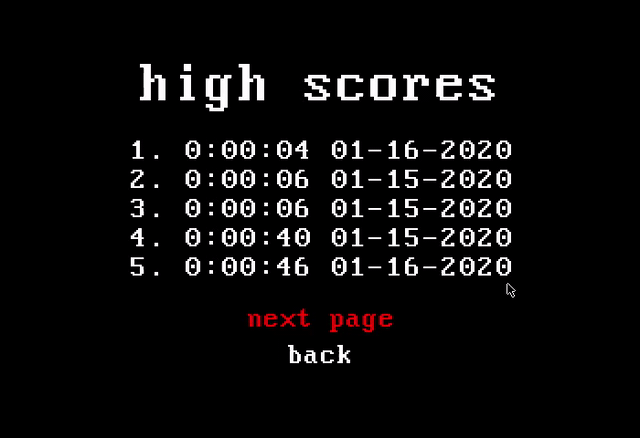 high scores
1. 0:00:04 01-16-2020
2. 0:00:06 01-15-2020
3. 0:00:06 01-15-2020
4. 0:00:40 01-15-2020
5. 0:00:46 01-16-2020
next page
back